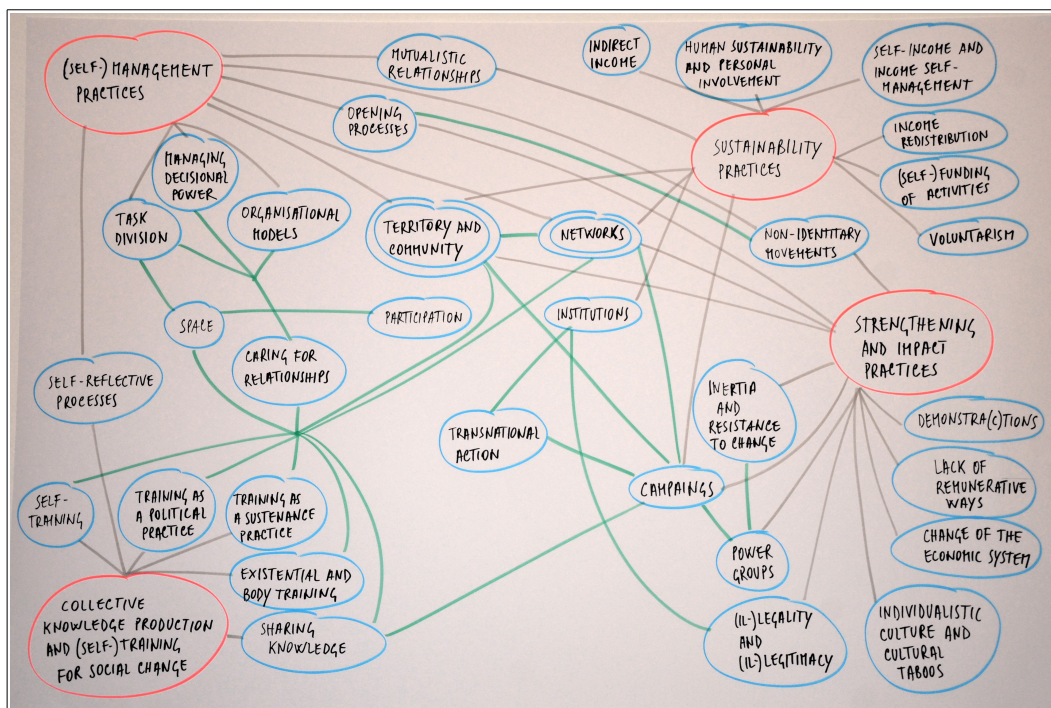 (SELF-) MANAGEMENT
PRACTICES
MUTUALISTIC
RELATIONSHIPS
INDIRECT
INCOME
HUMAN SUSTAINABILITY
AND PERSONAL
INVOLVEMENT
SELF-INCOME AND
INCOME SELF-
MANAGEMENT
OPENING
PROCESSES
SUSTAINABILITY
PRACTICES
INCOME
REDISTRIBUTION
(SELF-) FUNDING
OF ACTIVITIES
VOLUNTARISM
MANAGING
DECISIONAL
POWER
TASK
DIVISION
ORGANISATIONAL
MODELS
TERRITORY AND
COMMUNITY
NETWORKS
NON-IDENTITARY
MOVEMENTS
SPACE
PARTICIPATION
INSTITUTIONS
STRENGTHENING
AND IMPACT
PRACTICES
CARING FOR
RELATIONSHIPS
SELF-REFLECTIVE
PROCESSES
INERTIA
AND
RESISTANCE
TO CHANGE
TRANSNATIONAL
ACTION
DEMONSTRA(C)TIONS
LACK OF
REMUNERATIVE
WAYS
CAMPAINGS
SELF-
TRAINING
TRAINING AS
A POLITICAL
PRACTICE
TRAINING AS
A SUSTENANCE
PRACTICE
CHANGE OF THE
ECONOMIC SYSTEM
POWER
GROUPS
EXISTENTIAL AND
BODY TRAINING
COLLECTIVE
KNOWLEDGE PRODUCTION
AND (SELF-) TRAINING
FOR SOCIAL CHANGE
SHARING
KNOWLEDGE
(IL-)LEGALITY
AND
(IL-)LEGITIMACY
INDIVIDUALISTIC
CULTURE AND
CULTURAL
TABOOS